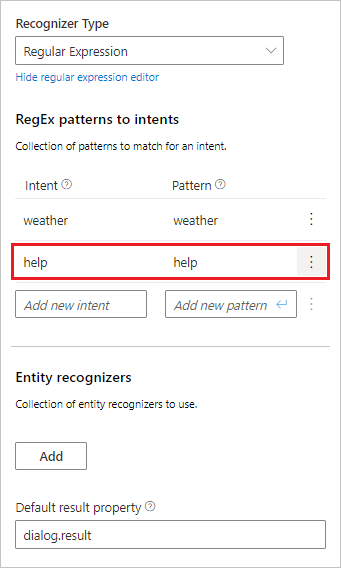 Recognizer Type
Regular Expression
Hide regular expression editor
RegEx patterns to intents
Collection of patterns to match for an intent.
Intent Pattern
weather weather
help help
Add new intent Add new pattern
Entity recognizers
Collection of entity recognizers to use.
Add
Default result property
dialog.result